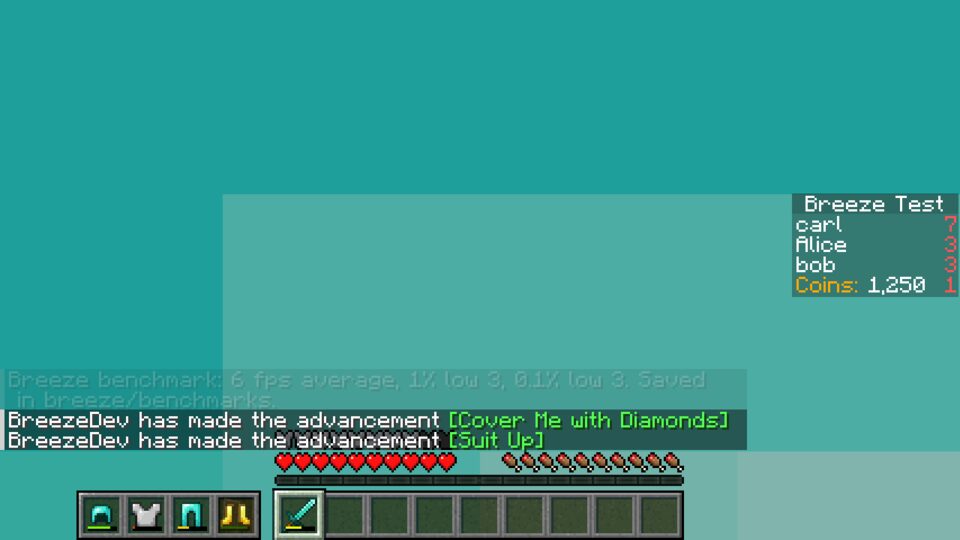 Breeze Test
carl 7
Alice 3
bob 3
Coins: 1,250 1
Breeze benchmark: 6 fps average, 1% low 3, 0.1% low 3. Saved
in breeze/benchmarks.
BreezeDev has made the advancement [Cover Me with Diamonds]
BreezeDev has made the advancement [Suit Up]